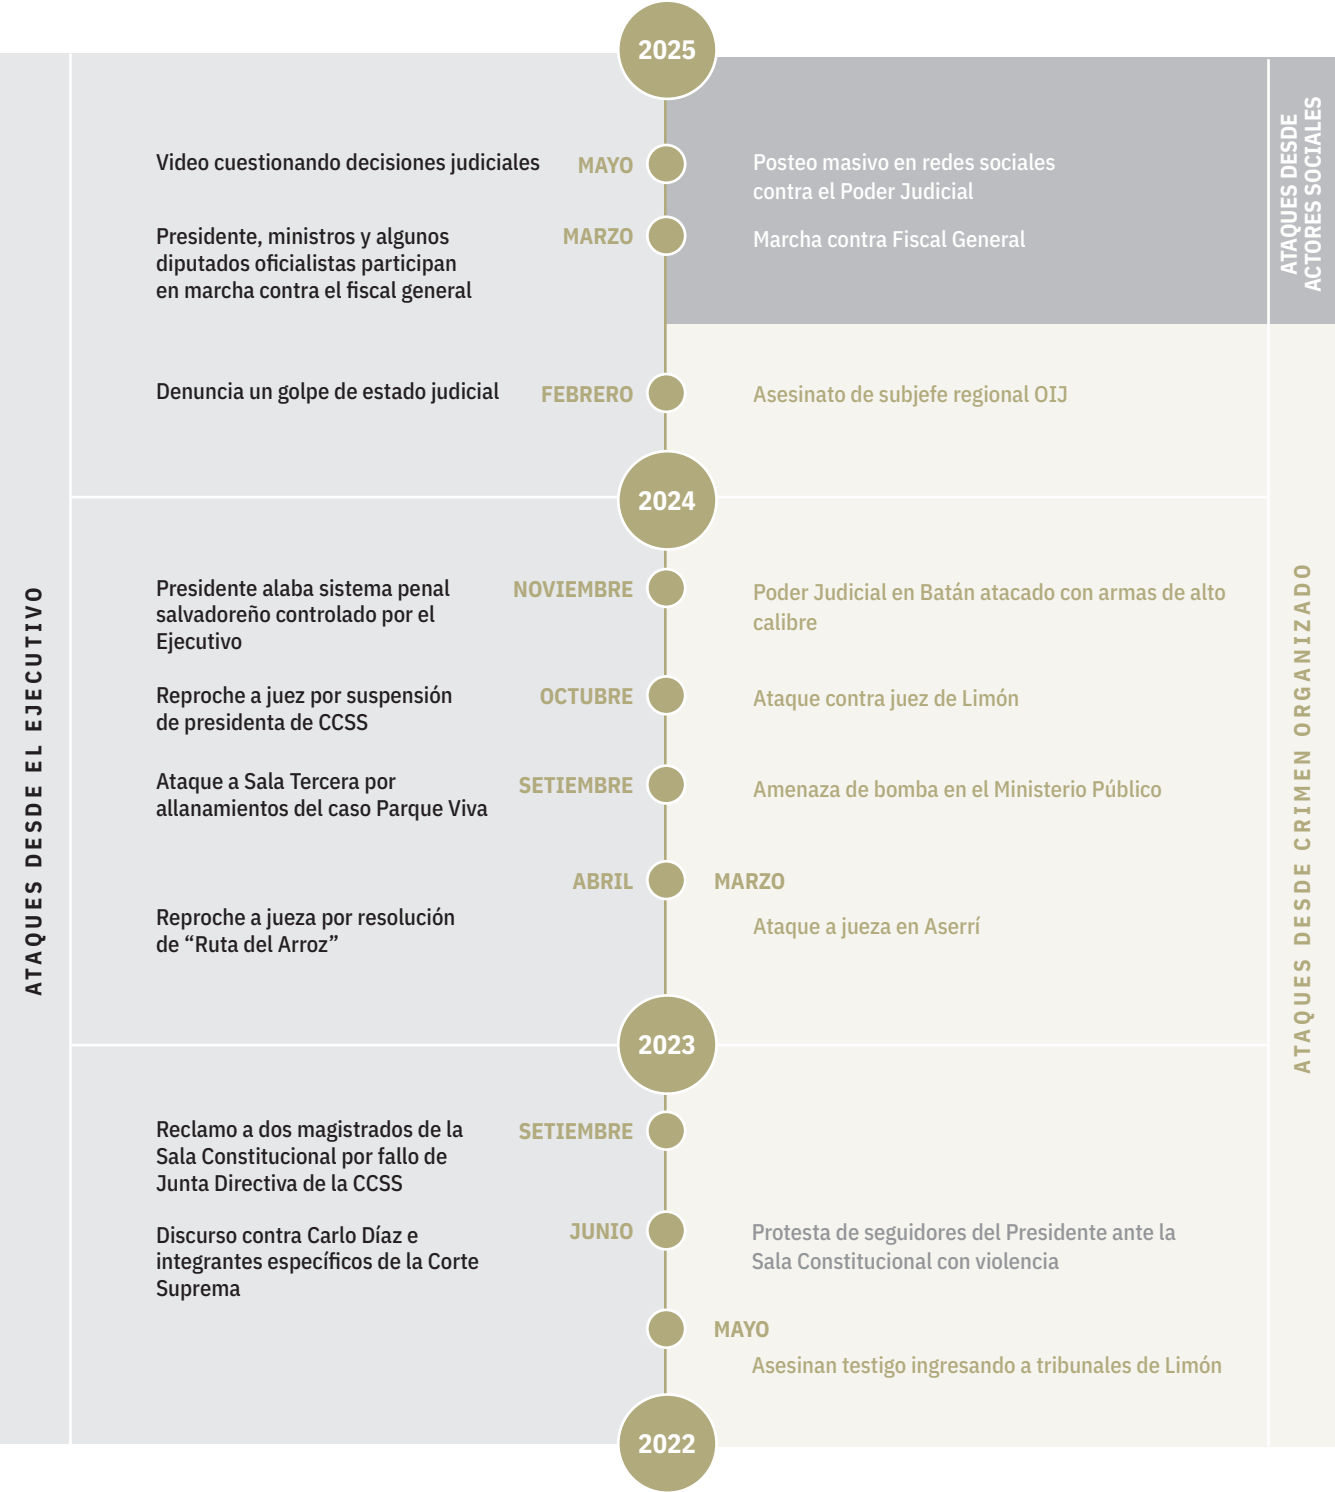 2025
ATAQUES DESDE
ACTORES SOCIALES
Video cuestionando decisiones judiciales
MAYO
Posteo masivo en redes sociales
contra el Poder Judicial
Presidente, ministros y algunos
diputados oficialistas participan
en marcha contra el fiscal general
MARZO
Marcha contra Fiscal General
Denuncia un golpe de estado judicial
FEBRERO
Asesinato de subjefe regional OIJ
2024
ATAQUES DESDE EL EJECUTIVO
ATAQUES DESDE CRIMEN ORGANIZADO
Presidente alaba sistema penal
salvadoreño controlado por el
Ejecutivo
NOVIEMBRE
Poder Judicial en Batán atacado con armas de alto
calibre
Reproche a juez por suspensión
de presidenta de CCSS
OCTUBRE
Ataque contra juez de Limón
Ataque a Sala Tercera por
allanamientos del caso Parque Viva
SETIEMBRE
Amenaza de bomba en el Ministerio Público
ABRIL
MARZO
Reproche a jueza por resolución
de “Ruta del Arroz”
Ataque a jueza en Aserrí
2023
Reclamo a dos magistrados de la
Sala Constitucional por fallo de
Junta Directiva de la CCSS
SETIEMBRE
Discurso contra Carlo Díaz e
integrantes específicos de la Corte
Suprema
JUNIO
Protesta de seguidores del Presidente ante la
Sala Constitucional con violencia
MAYO
Asesinan testigo ingresando a tribunales de Limón
2022